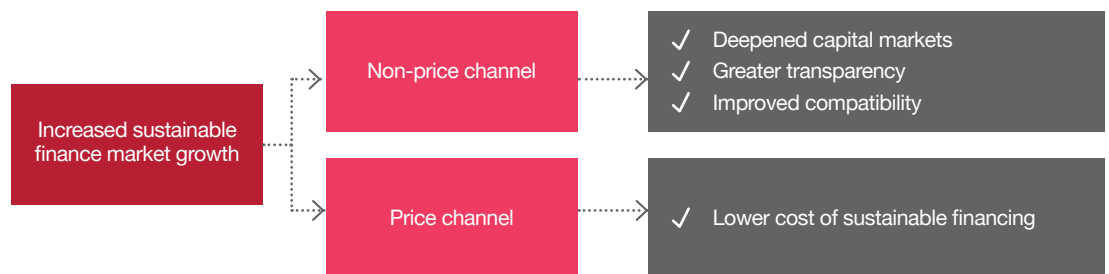 Increased sustainable
finance market growth
Non-price channel
✓ Deepened capital markets
✓ Greater transparency
✓ Improved compatibility
Price channel
✓ Lower cost of sustainable financing